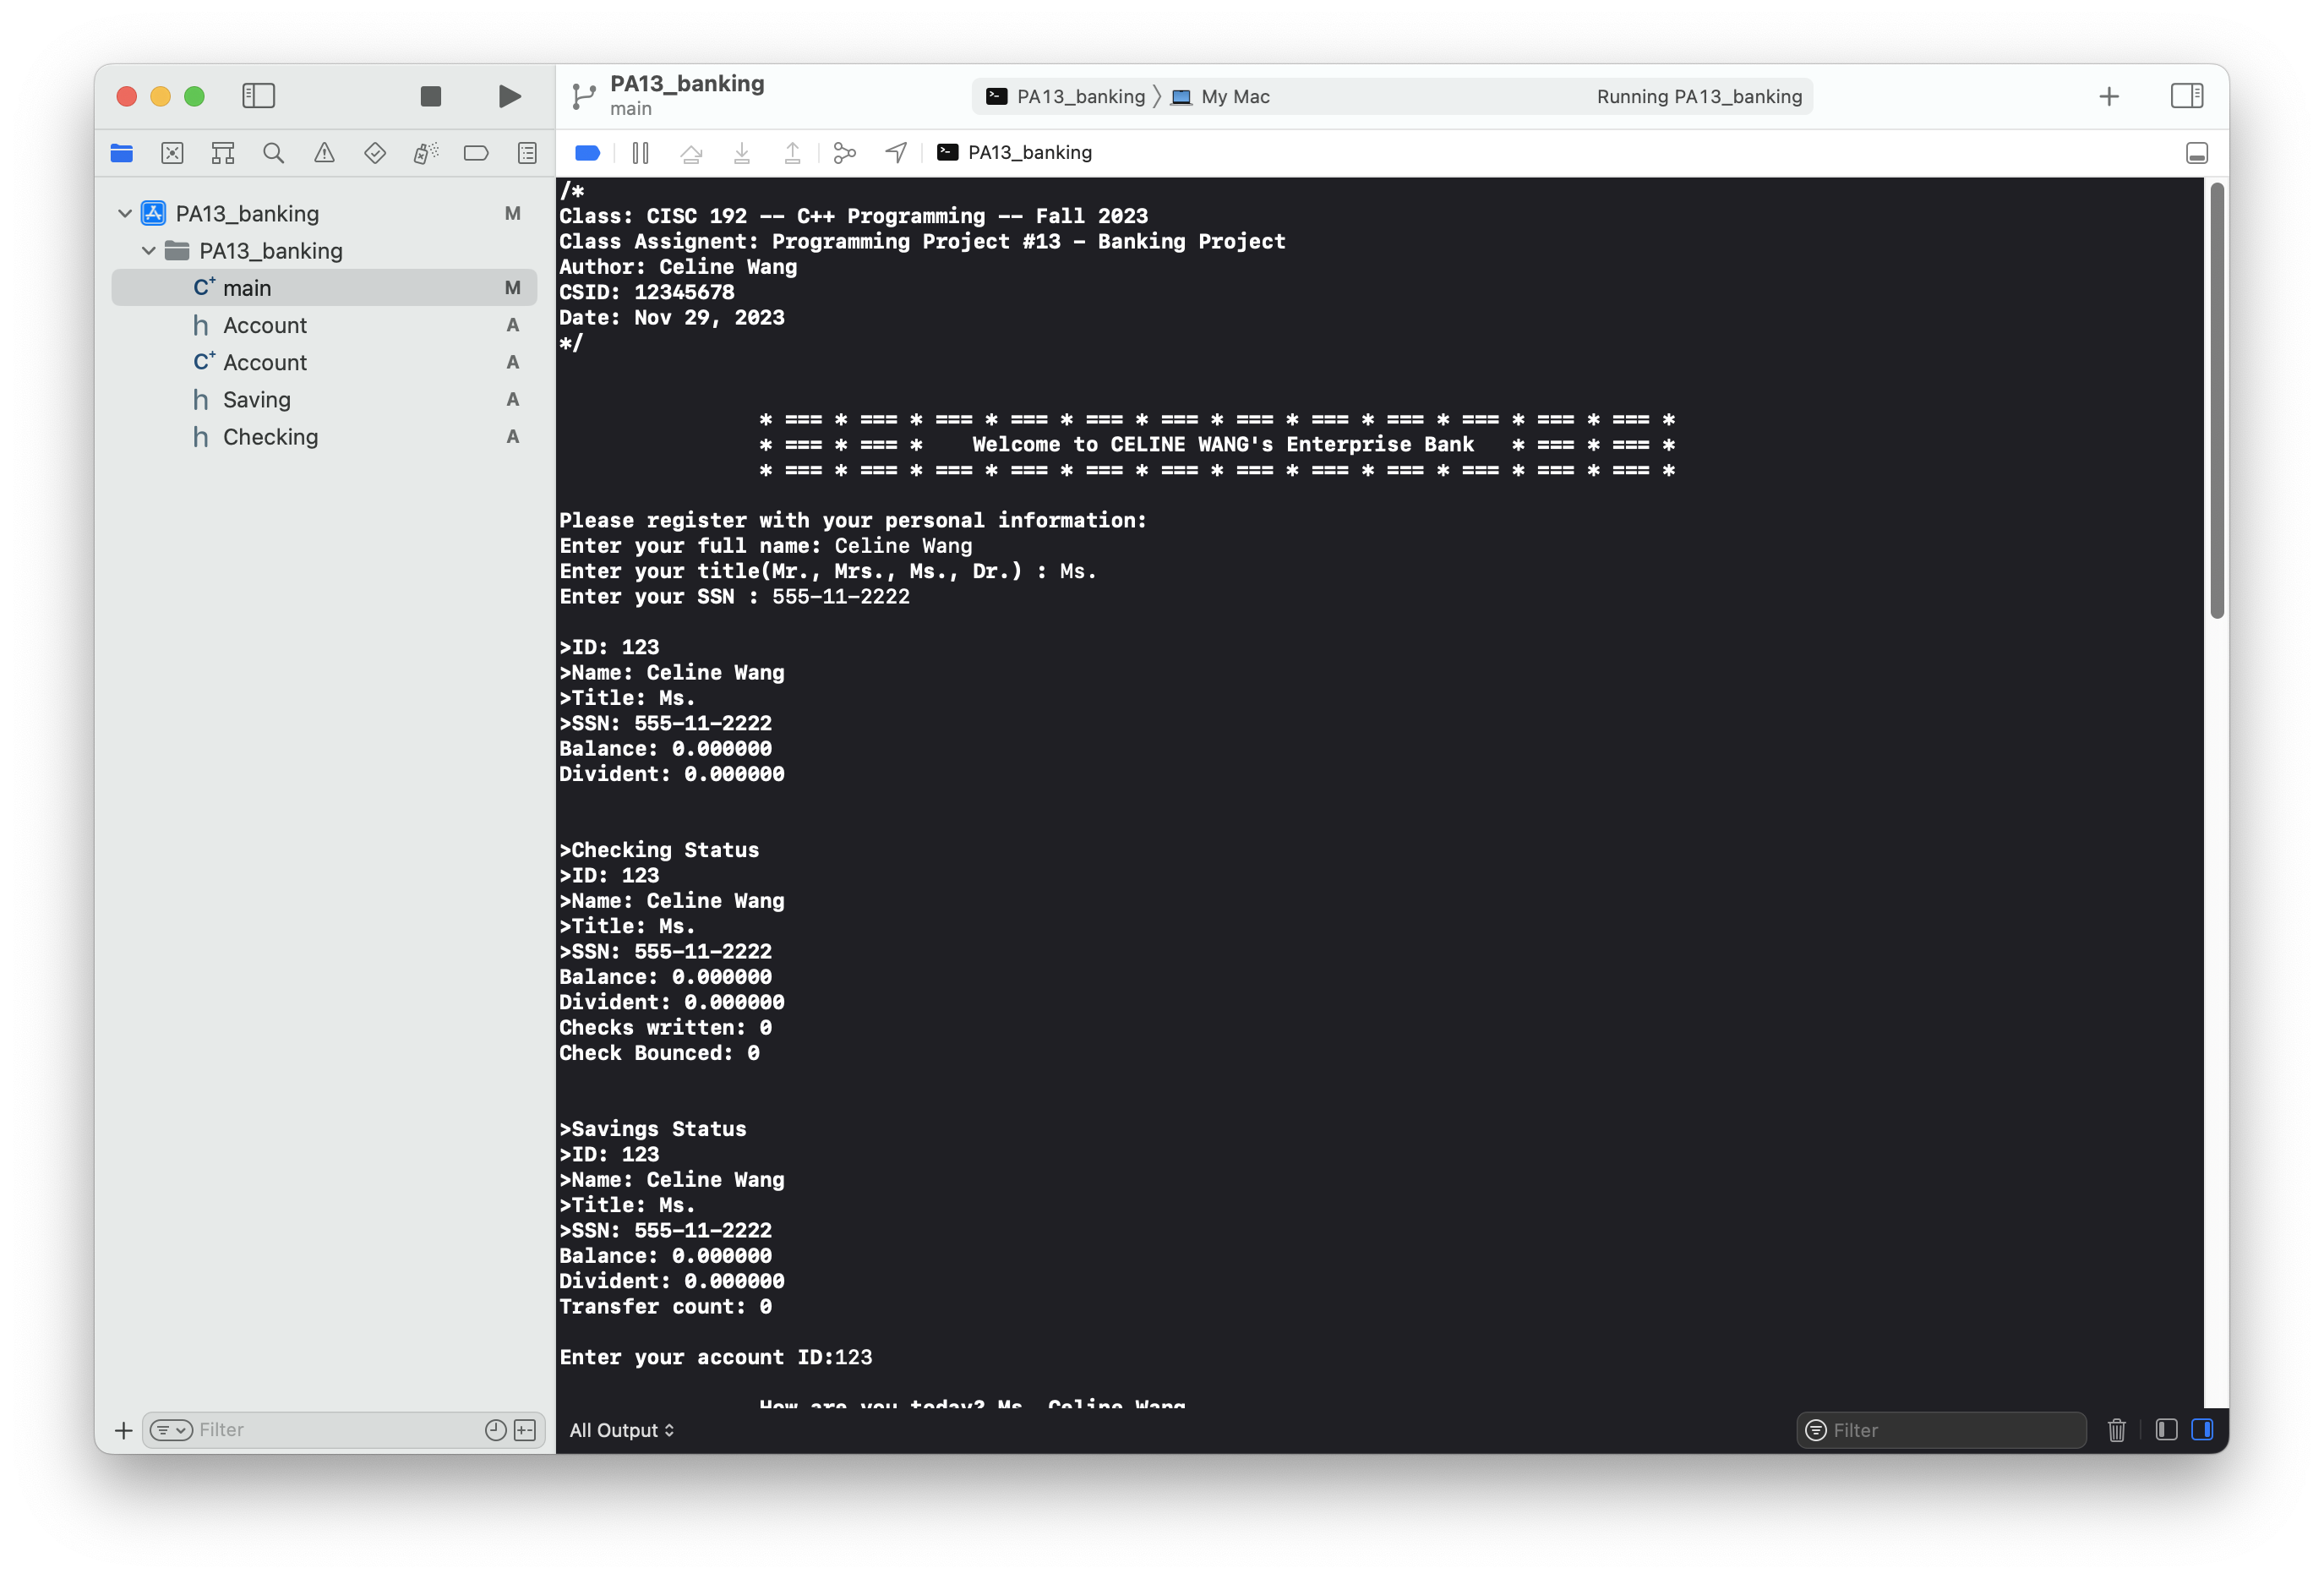 PA13_banking
main
PA13_banking
My Mac
Running PA13_banking
PA13_banking
PA13_banking M
PA13_banking
main M
Account A
Account A
Saving A
Checking A
/*
Class: CISC 192 -- C++ Programming -- Fall 2023
Class Assignent: Programming Project #13 - Banking Project
Author: Celine Wang
CSID: 12345678
Date: Nov 29, 2023
*/
* === * === * === * === * === * === * === * === * === * === * === * === *
* === * === *    Welcome to CELINE WANG's Enterprise Bank   * === * === *
* === * === * === * === * === * === * === * === * === * === * === * === *
Please register with your personal information:
Enter your full name: Celine Wang
Enter your title(Mr., Mrs., Ms., Dr.) : Ms.
Enter your SSN : 555-11-2222
>ID: 123
>Name: Celine Wang
>Title: Ms.
>SSN: 555-11-2222
Balance: 0.000000
Divident: 0.000000
>Checking Status
>ID: 123
>Name: Celine Wang
>Title: Ms.
>SSN: 555-11-2222
Balance: 0.000000
Divident: 0.000000
Checks written: 0
Check Bounced: 0
>Savings Status
>ID: 123
>Name: Celine Wang
>Title: Ms.
>SSN: 555-11-2222
Balance: 0.000000
Divident: 0.000000
Transfer count: 0
Enter your account ID:123
How are you today? Ms. Celine Wang
Filter
All Output
Filter